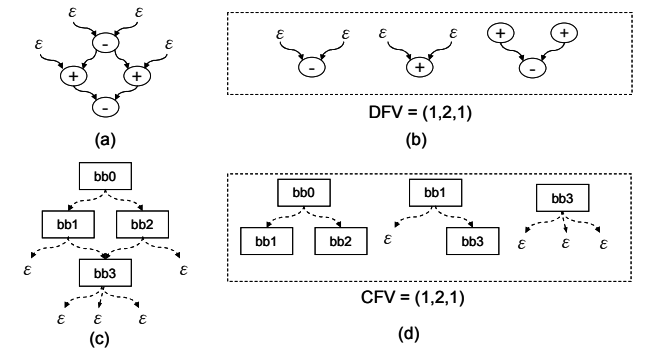 ε ε
-
ε ε
+ +
-
(a)
ε ε ε ε + +
- + -
DFV = (1,2,1)
(b)
bb0
bb1 bb2
ε ε
bb3
ε ε ε
(c)
bb0 bb1 bb3
bb1 bb2 ε bb3 ε ε ε
CFV = (1,2,1)
(d)